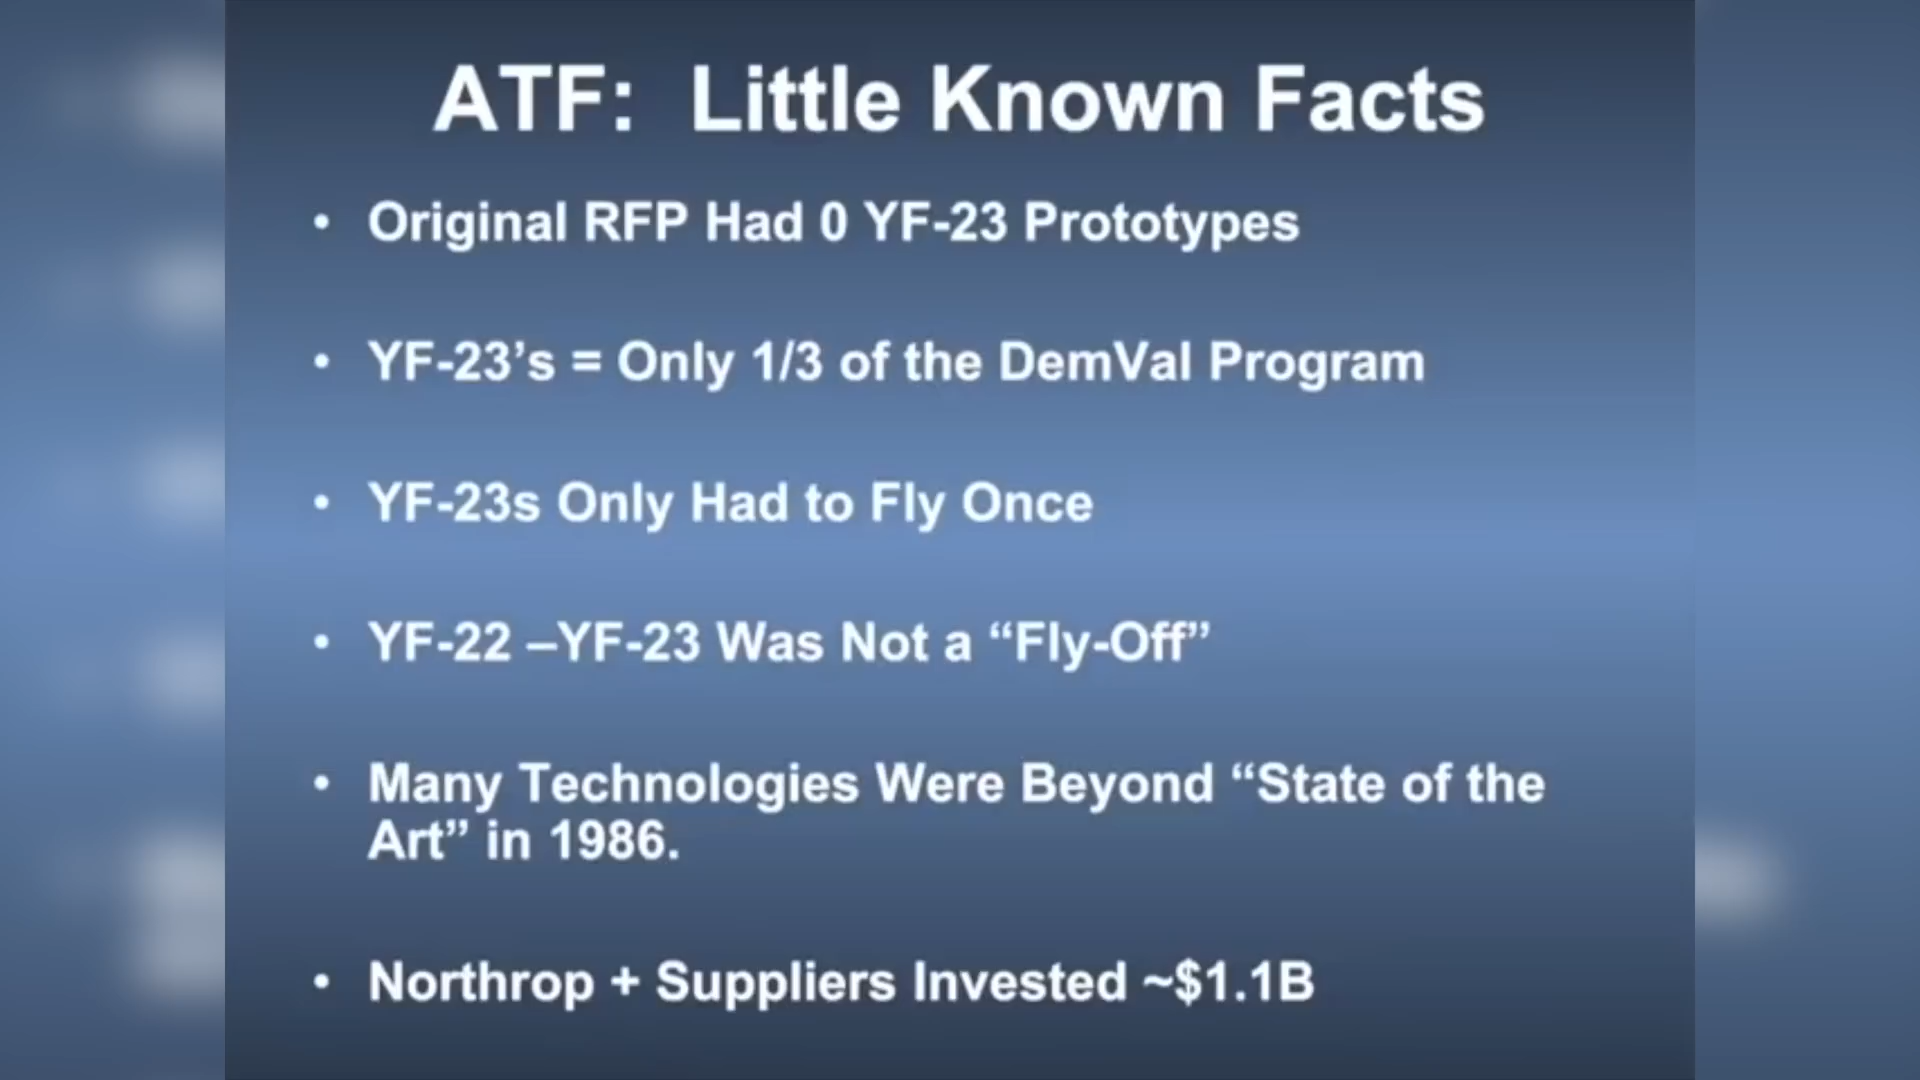 ATF: Little Known Facts
• Original RFP Had 0 YF-23 Prototypes
• YF-23’s = Only 1/3 of the DemVal Program
• YF-23s Only Had to Fly Once
• YF-22 –YF-23 Was Not a “Fly-Off”
• Many Technologies Were Beyond “State of the
Art” in 1986.
• Northrop + Suppliers Invested ~$1.1B